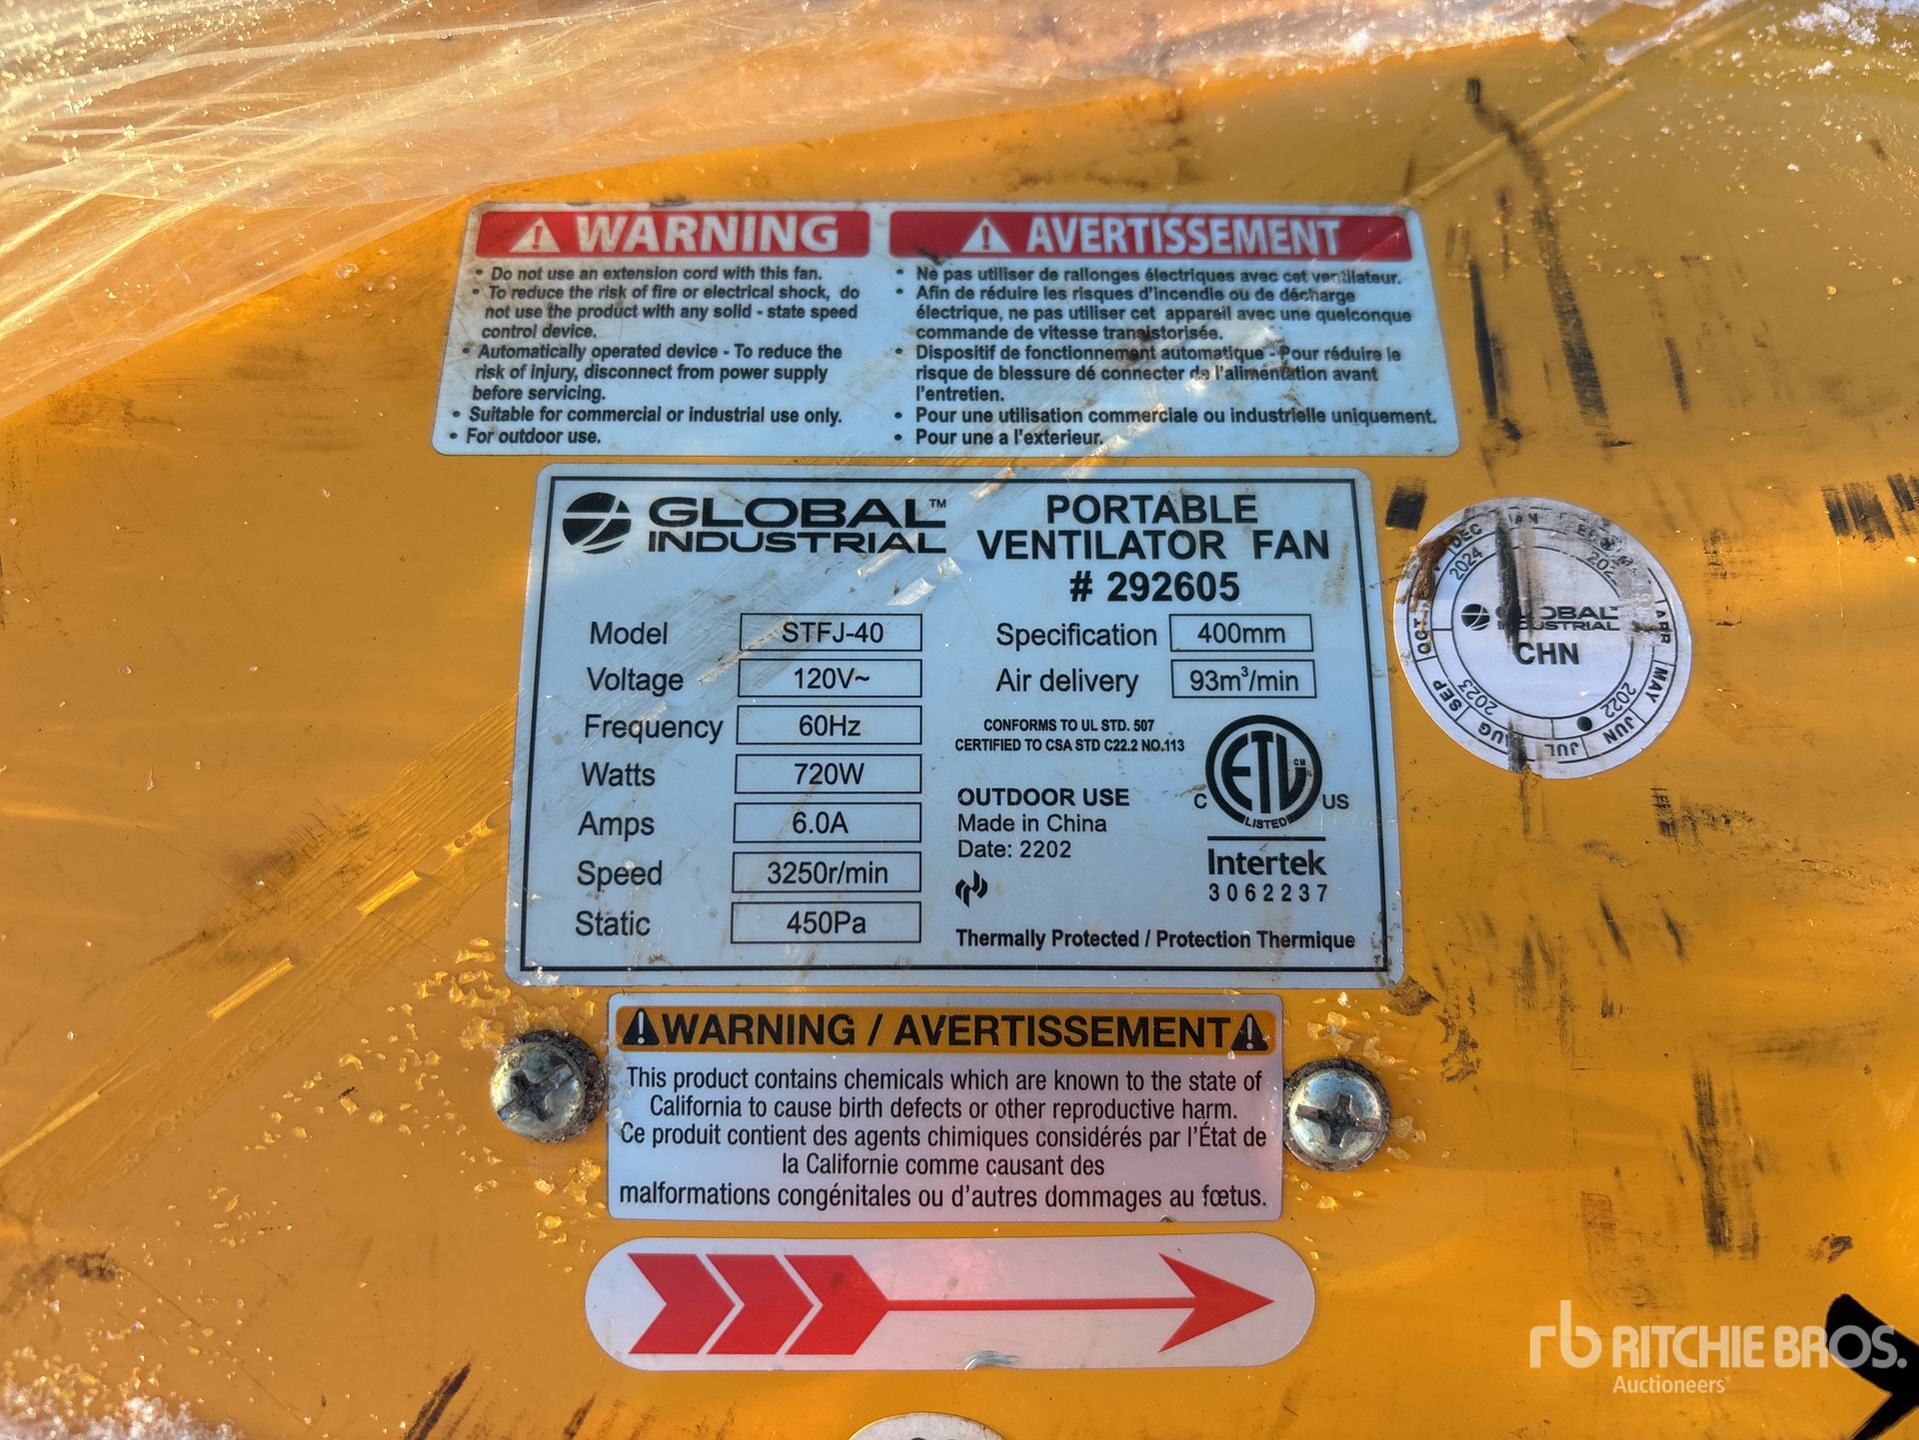 WARNING
• Do not use an extension cord with this fan.
• To reduce the risk of fire or electrical shock, do
not use the product with any solid - state speed
control device.
• Automatically operated device - To reduce the
risk of injury, disconnect from power supply
before servicing.
• Suitable for commercial or industrial use only.
• For outdoor use.
AVERTISSEMENT
• Ne pas utiliser de rallonges électriques avec cet ventilateur.
• Afin de réduire les risques d'incendie ou de décharge
électrique, ne pas utiliser cet appareil avec une quelconque
commande de vitesse transistorisée.
• Dispositif de fonctionnement automatique - Pour réduire le
risque de blessure dé connecter de l'alimentation avant
l'entretien.
• Pour une utilisation commerciale ou industrielle uniquement.
• Pour une a l'exterieur.
GLOBAL™
INDUSTRIAL
PORTABLE
VENTILATOR FAN
# 292605
Model STFJ-40
Voltage 120V~
Frequency 60Hz
Watts 720W
Amps 6.0A
Speed 3250r/min
Static 450Pa
Specification 400mm
Air delivery 93m³/min
CONFORMS TO UL STD. 507
CERTIFIED TO CSA STD C22.2 NO.113
OUTDOOR USE
Made in China
Date: 2202
C ETL CM US
LISTED
Intertek
3062237
Thermally Protected / Protection Thermique
DEC JAN
APR MAY JUN JUL AUG SEP OCT
2024 2022 2023
GLOBAL
INDUSTRIAL
CHN
WARNING / AVERTISSEMENT
This product contains chemicals which are known to the state of
California to cause birth defects or other reproductive harm.
Ce produit contient des agents chimiques considérés par l'État de
la Californie comme causant des
malformations congénitales ou d'autres dommages au fœtus.
rb RITCHIE BROS.
Auctioneers